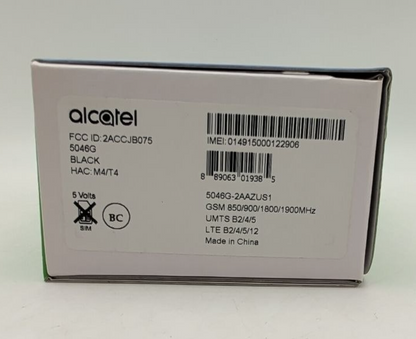 alcatel
FCC ID: 2ACCJB075
5046G
BLACK
HAC: M4/T4
5 Volts
SIM
BC
IMEI: 014915000122906
8 89063 01938 5
5046G-2AAZUS1
GSM 850/900/1800/1900MHz
UMTS B2/4/5
LTE B2/4/5/12
Made in China